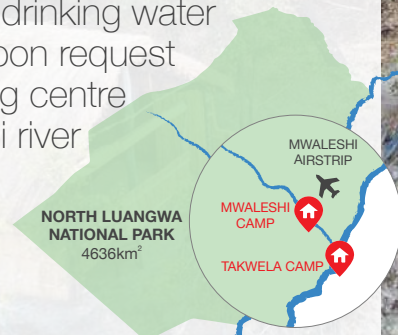 drinking water
pon request
g centre
i river
MWALESHI
AIRSTRIP
MWALESHI
CAMP
NORTH LUANGWA
NATIONAL PARK
4636km²
TAKWELA CAMP